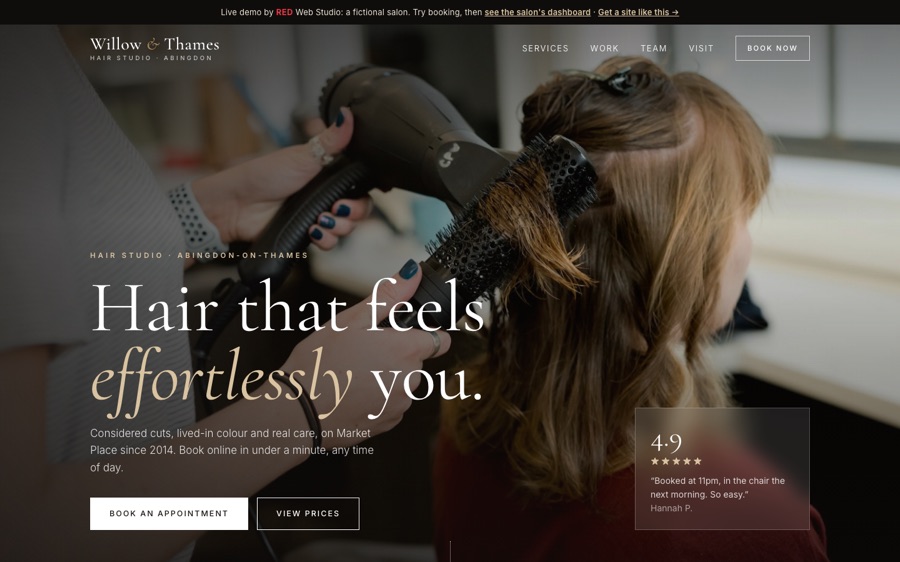 Live demo by RED Web Studio: a fictional salon. Try booking, then see the salon's dashboard · Get a site like this →
Willow & Thames
HAIR STUDIO · ABINGDON
SERVICES WORK TEAM VISIT BOOK NOW
HAIR STUDIO · ABINGDON-ON-THAMES
Hair that feels
effortlessly you.
Considered cuts, lived-in colour and real care, on Market
Place since 2014. Book online in under a minute, any time
of day.
BOOK AN APPOINTMENT VIEW PRICES
4.9
★★★★★
“Booked at 11pm, in the chair the
next morning. So easy.”
Hannah P.